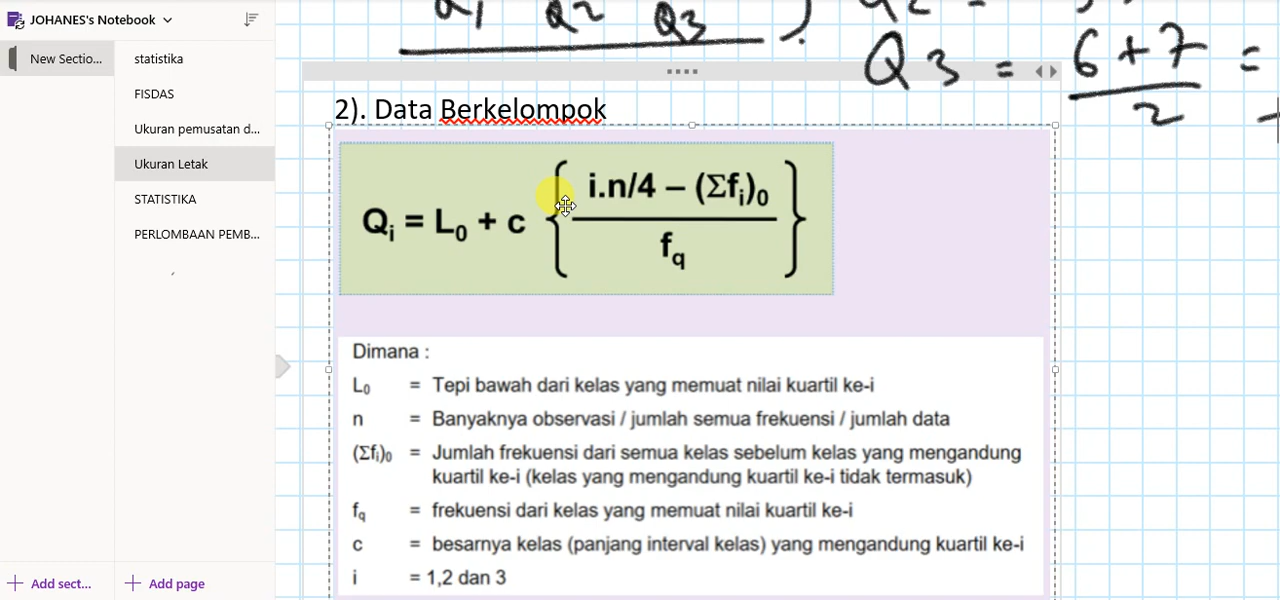 JOHANES's Notebook
New Sectio...
statistika
FISDAS
Ukuran pemusatan d...
Ukuran Letak
STATISTIKA
PERLOMBAAN PEMB...
Add sect...
Add page
Q1 Q2 Q3
Q2 =
Q3 = 6 + 7 / 2 =
2). Data Berkelompok
Qi = L0 + c { i.n/4 – (Σfi)0 / fq }
Dimana :
L0 = Tepi bawah dari kelas yang memuat nilai kuartil ke-i
n = Banyaknya observasi / jumlah semua frekuensi / jumlah data
(Σfi)0 = Jumlah frekuensi dari semua kelas sebelum kelas yang mengandung
kuartil ke-i (kelas yang mengandung kuartil ke-i tidak termasuk)
fq = frekuensi dari kelas yang memuat nilai kuartil ke-i
c = besarnya kelas (panjang interval kelas) yang mengandung kuartil ke-i
i = 1,2 dan 3